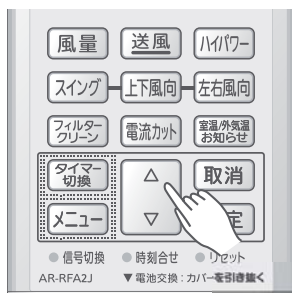 風量 送風 ハイパワー
スイング 上下風向 左右風向
フィルター
クリーン
電流カット
室温/外気温
お知らせ
タイマー
切換
△ 取消
メニュー ▽ 定
信号切換 時刻合せ リセット
AR-RFA2J ▼電池交換:カバーを引き抜く